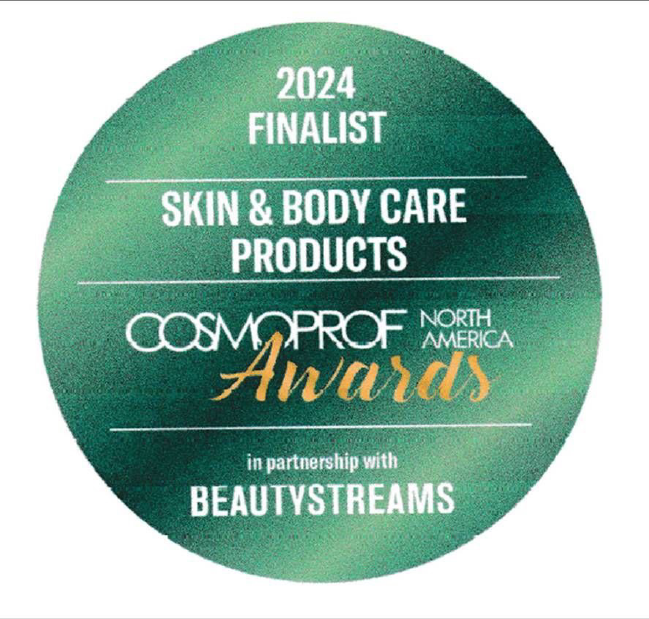 2024
FINALIST
SKIN & BODY CARE
PRODUCTS
COSMOPROF NORTH AMERICA
Awards
in partnership with
BEAUTYSTREAMS